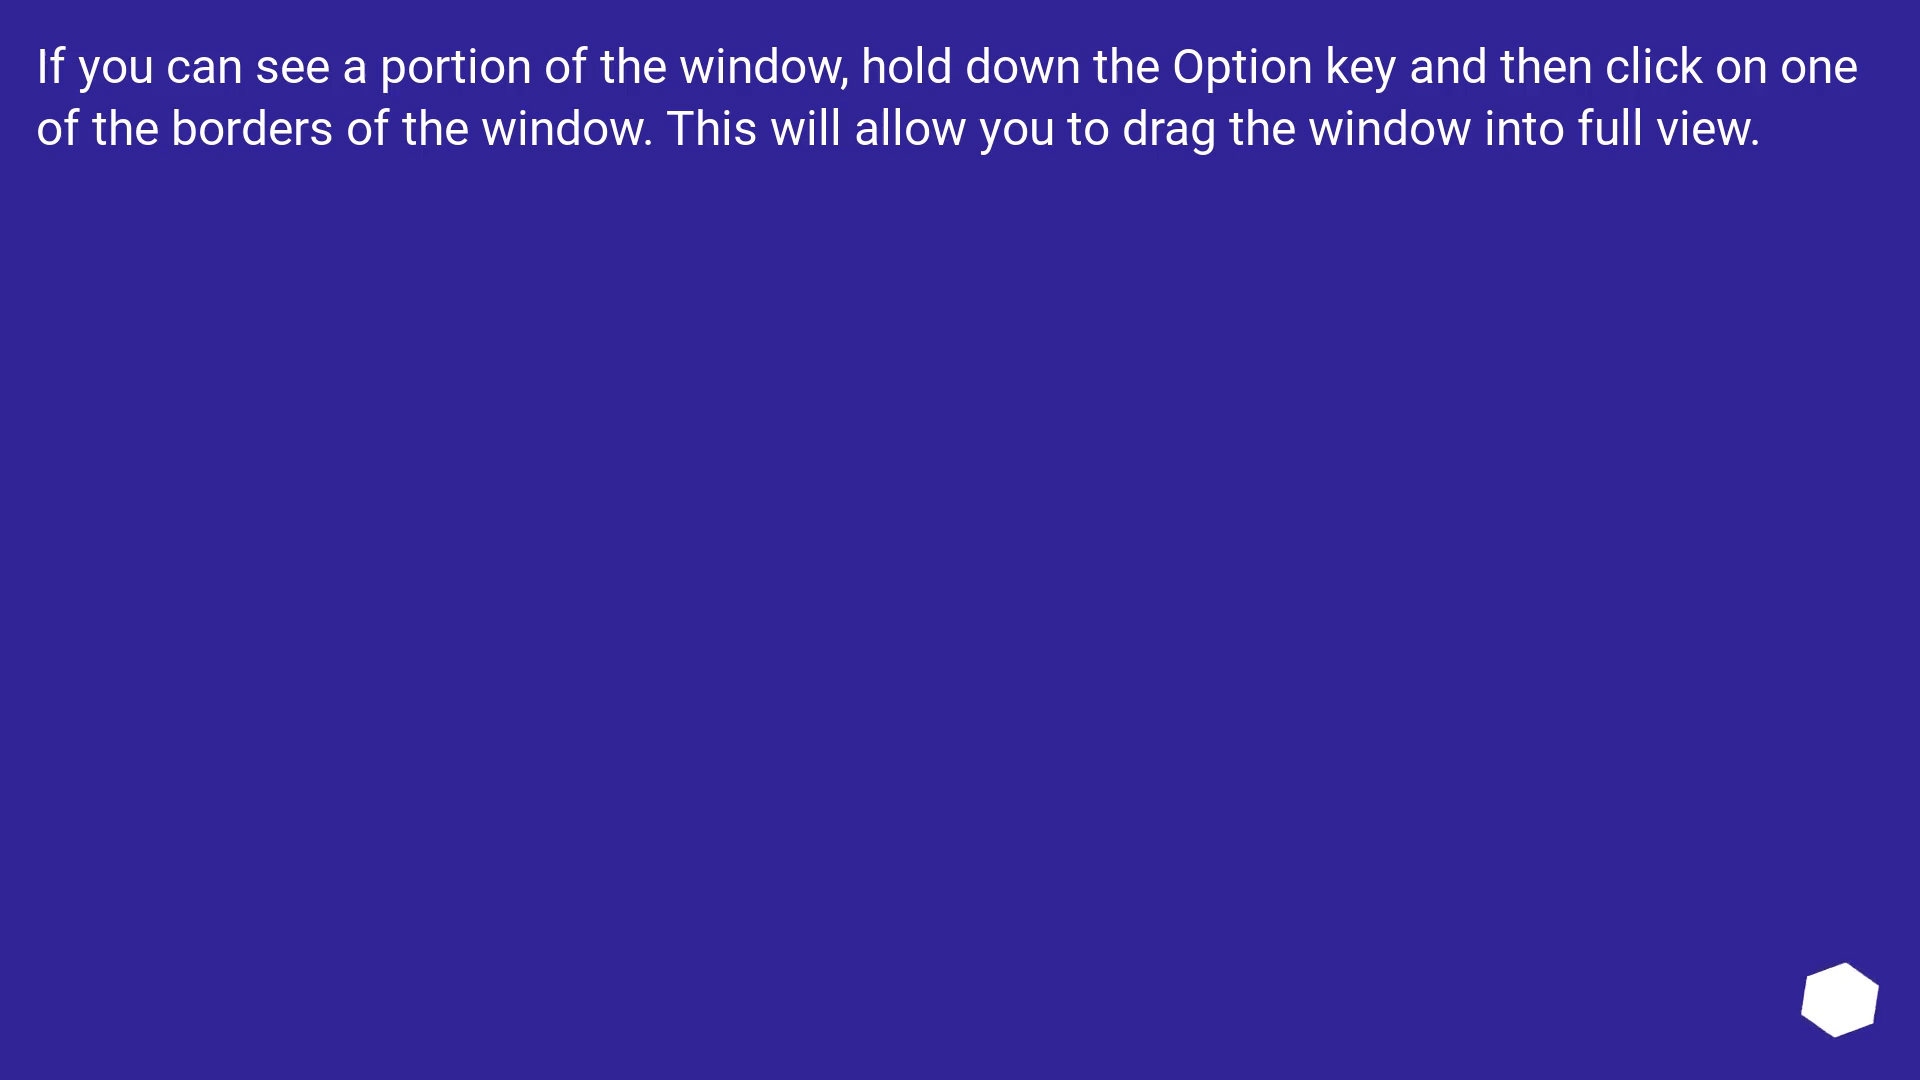 If you can see a portion of the window, hold down the Option key and then click on one
of the borders of the window. This will allow you to drag the window into full view.